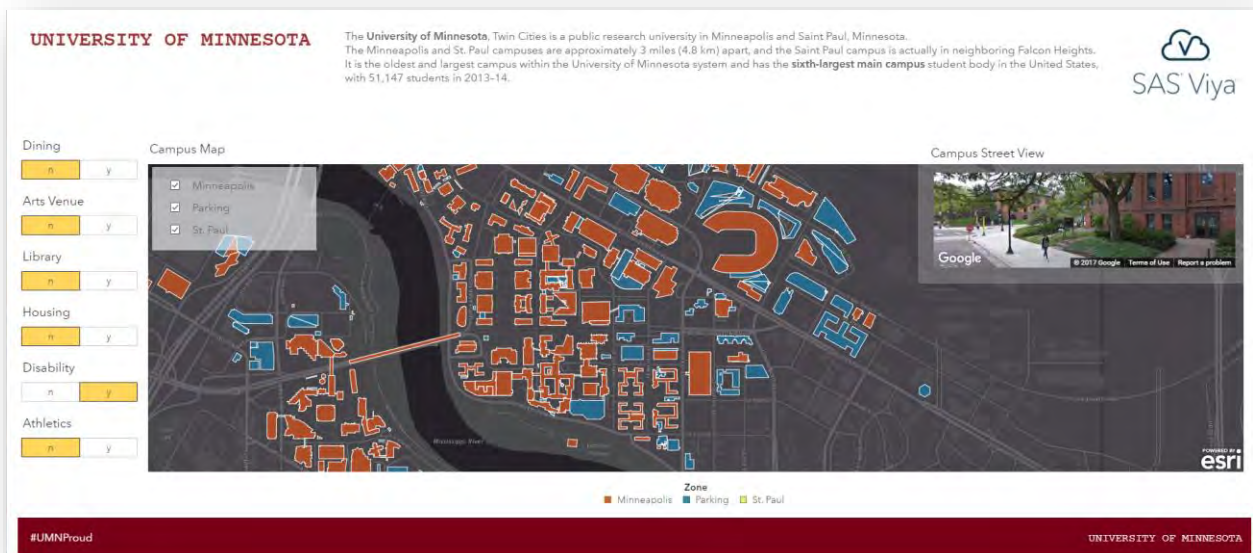 UNIVERSITY OF MINNESOTA
The University of Minnesota, Twin Cities is a public research university in Minneapolis and Saint Paul, Minnesota.
The Minneapolis and St. Paul campuses are approximately 3 miles (4.8 km) apart, and the Saint Paul campus is actually in neighboring Falcon Heights.
It is the oldest and largest campus within the University of Minnesota system and has the sixth-largest main campus student body in the United States,
with 51,147 students in 2013–14.
SAS Viya
Dining
n y
Arts Venue
n y
Library
n y
Housing
n y
Disability
n y
Athletics
n y
Campus Map
Minneapolis
Parking
St. Paul
Mississippi River
Campus Street View
Google
© 2017 Google Terms of Use Report a problem
POWERED BY
esri
Zone
Minneapolis Parking St. Paul
#UMNProud
UNIVERSITY OF MINNESOTA